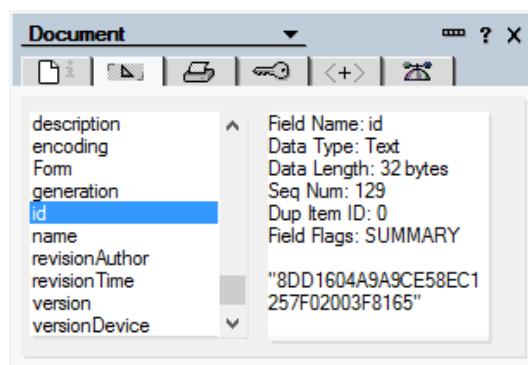 Document
?
X
<+>
description
encoding
Form
generation
id
name
revisionAuthor
revisionTime
version
versionDevice
Field Name: id
Data Type: Text
Data Length: 32 bytes
Seq Num: 129
Dup Item ID: 0
Field Flags: SUMMARY
"8DD1604A9A9CE58EC1
257F02003F8165"